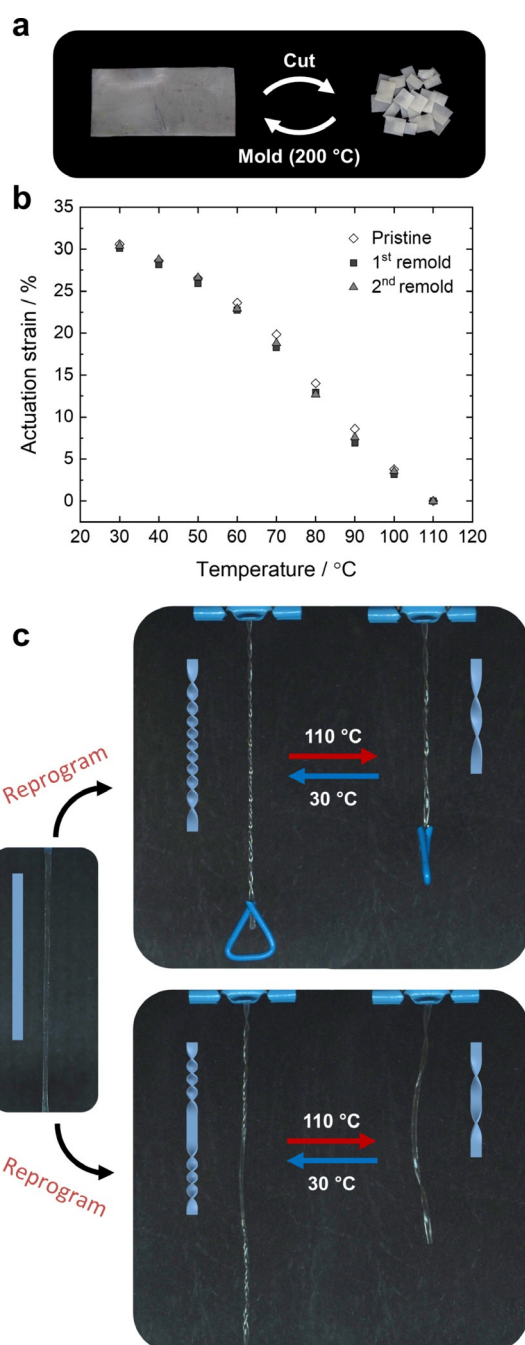 a
Cut
Mold (200 °C)
b
35
30
25
20
15
10
5
0
Actuation strain / %
Pristine
1st remold
2nd remold
20 30 40 50 60 70 80 90 100 110 120
Temperature / °C
c
Reprogram
110 °C
30 °C
Reprogram
110 °C
30 °C